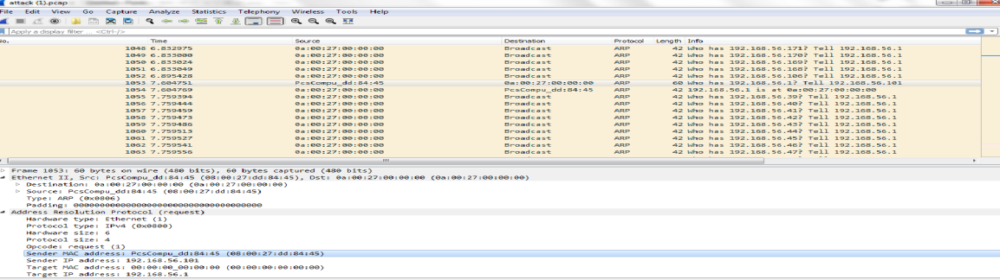 attack (1).pcap
File Edit View Go Capture Analyze Statistics Telephony Wireless Tools Help
Apply a display filter ... <Ctrl-/>
No. Time Source Destination Protocol Length Info
1048 6.832975 0a:00:27:00:00:00 Broadcast ARP 42 Who has 192.168.56.171? Tell 192.168.56.1
1049 6.833000 0a:00:27:00:00:00 Broadcast ARP 42 Who has 192.168.56.170? Tell 192.168.56.1
1050 6.833024 0a:00:27:00:00:00 Broadcast ARP 42 Who has 192.168.56.169? Tell 192.168.56.1
1051 6.833049 0a:00:27:00:00:00 Broadcast ARP 42 Who has 192.168.56.168? Tell 192.168.56.1
1052 6.895428 0a:00:27:00:00:00 Broadcast ARP 42 Who has 192.168.56.106? Tell 192.168.56.1
1053 7.604751 PcsCompu_dd:84:45 0a:00:27:00:00:00 ARP 60 Who has 192.168.56.1? Tell 192.168.56.101
1054 7.604769 0a:00:27:00:00:00 PcsCompu_dd:84:45 ARP 42 192.168.56.1 is at 0a:00:27:00:00:00
1055 7.759394 0a:00:27:00:00:00 Broadcast ARP 42 Who has 192.168.56.39? Tell 192.168.56.1
1056 7.759444 0a:00:27:00:00:00 Broadcast ARP 42 Who has 192.168.56.40? Tell 192.168.56.1
1057 7.759459 0a:00:27:00:00:00 Broadcast ARP 42 Who has 192.168.56.41? Tell 192.168.56.1
1058 7.759473 0a:00:27:00:00:00 Broadcast ARP 42 Who has 192.168.56.42? Tell 192.168.56.1
1059 7.759486 0a:00:27:00:00:00 Broadcast ARP 42 Who has 192.168.56.43? Tell 192.168.56.1
1060 7.759513 0a:00:27:00:00:00 Broadcast ARP 42 Who has 192.168.56.44? Tell 192.168.56.1
1061 7.759527 0a:00:27:00:00:00 Broadcast ARP 42 Who has 192.168.56.45? Tell 192.168.56.1
1062 7.759541 0a:00:27:00:00:00 Broadcast ARP 42 Who has 192.168.56.46? Tell 192.168.56.1
1063 7.759556 0a:00:27:00:00:00 Broadcast ARP 42 Who has 192.168.56.47? Tell 192.168.56.1
Frame 1053: 60 bytes on wire (480 bits), 60 bytes captured (480 bits)
Ethernet II, Src: PcsCompu_dd:84:45 (08:00:27:dd:84:45), Dst: 0a:00:27:00:00:00 (0a:00:27:00:00:00)
Destination: 0a:00:27:00:00:00 (0a:00:27:00:00:00)
Source: PcsCompu_dd:84:45 (08:00:27:dd:84:45)
Type: ARP (0x0806)
Padding: 000000000000000000000000000000000000
Address Resolution Protocol (request)
Hardware type: Ethernet (1)
Protocol type: IPv4 (0x0800)
Hardware size: 6
Protocol size: 4
Opcode: request (1)
Sender MAC address: PcsCompu_dd:84:45 (08:00:27:dd:84:45)
Sender IP address: 192.168.56.101
Target MAC address: 00:00:00_00:00:00 (00:00:00:00:00:00)
Target IP address: 192.168.56.1